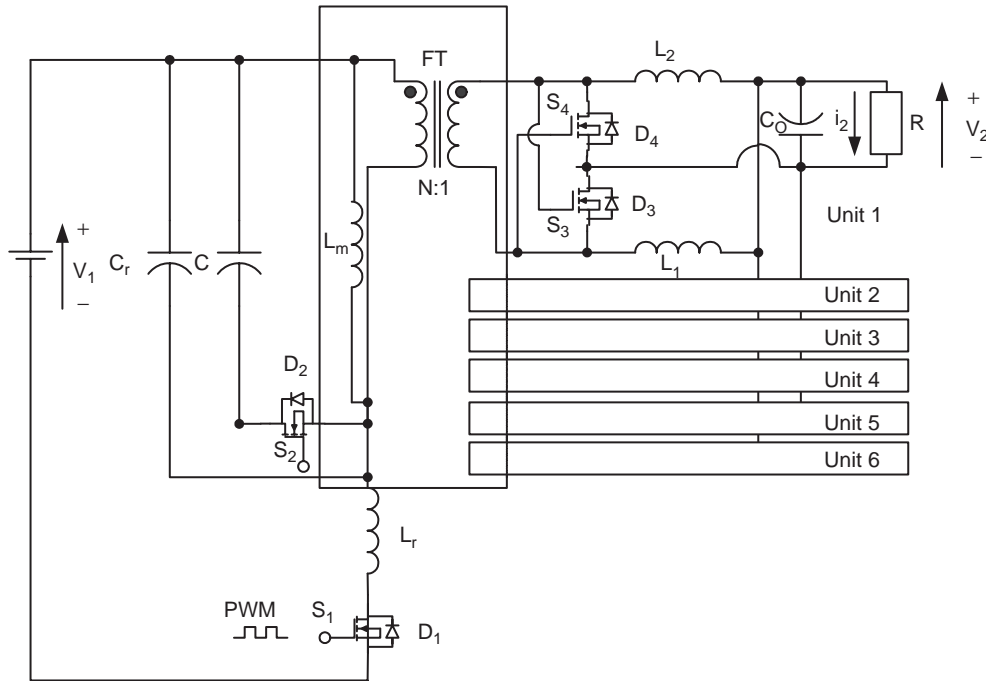 FT
N:1
L2
L1
S4
D4
D3
S3
CO
i2
R
+
V2
−
Unit 1
Unit 2
Unit 3
Unit 4
Unit 5
Unit 6
+
V1
−
Cr
C
Lm
D2
S2
Lr
PWM
S1
D1